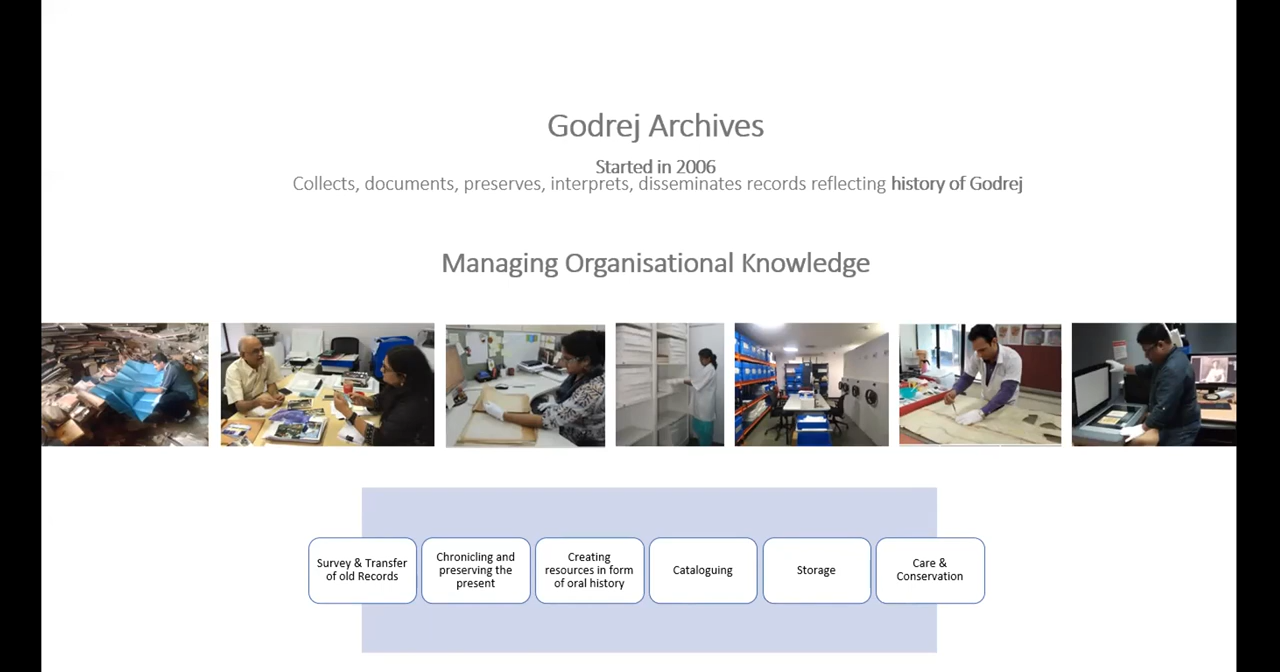 Godrej Archives
Started in 2006
Collects, documents, preserves, interprets, disseminates records reflecting history of Godrej
Managing Organisational Knowledge
Survey & Transfer
of old Records
Chronicling and
preserving the
present
Creating
resources in form
of oral history
Cataloguing
Storage
Care &
Conservation